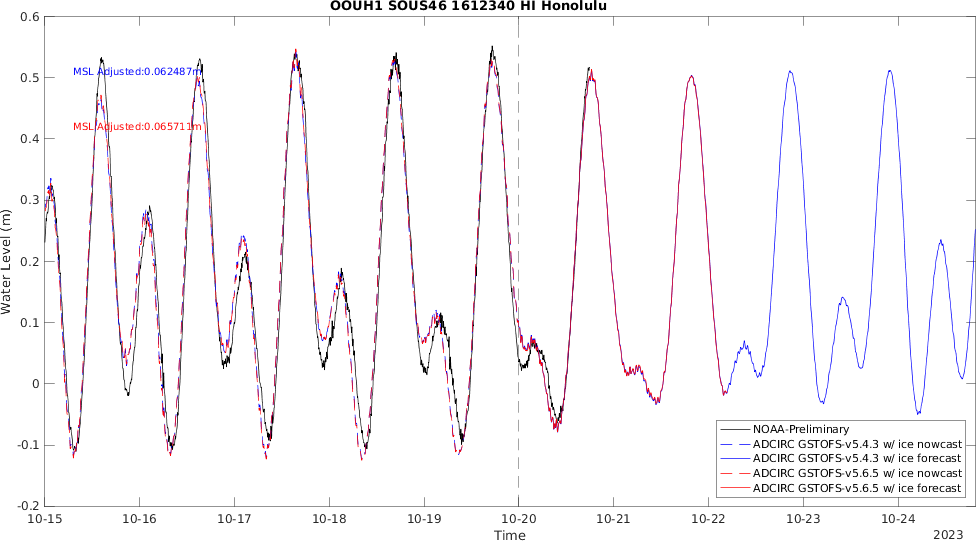 OOUH1 SOUS46 1612340 HI Honolulu
0.6
0.5
0.4
0.3
0.2
0.1
0
-0.1
-0.2
Water Level (m)
MSL Adjusted:0.062487m
MSL Adjusted:0.065711m
NOAA-Preliminary
ADCIRC GSTOFS-v5.4.3 w/ ice nowcast
ADCIRC GSTOFS-v5.4.3 w/ ice forecast
ADCIRC GSTOFS-v5.6.5 w/ ice nowcast
ADCIRC GSTOFS-v5.6.5 w/ ice forecast
10-15 10-16 10-17 10-18 10-19 10-20 10-21 10-22 10-23 10-24
Time
2023